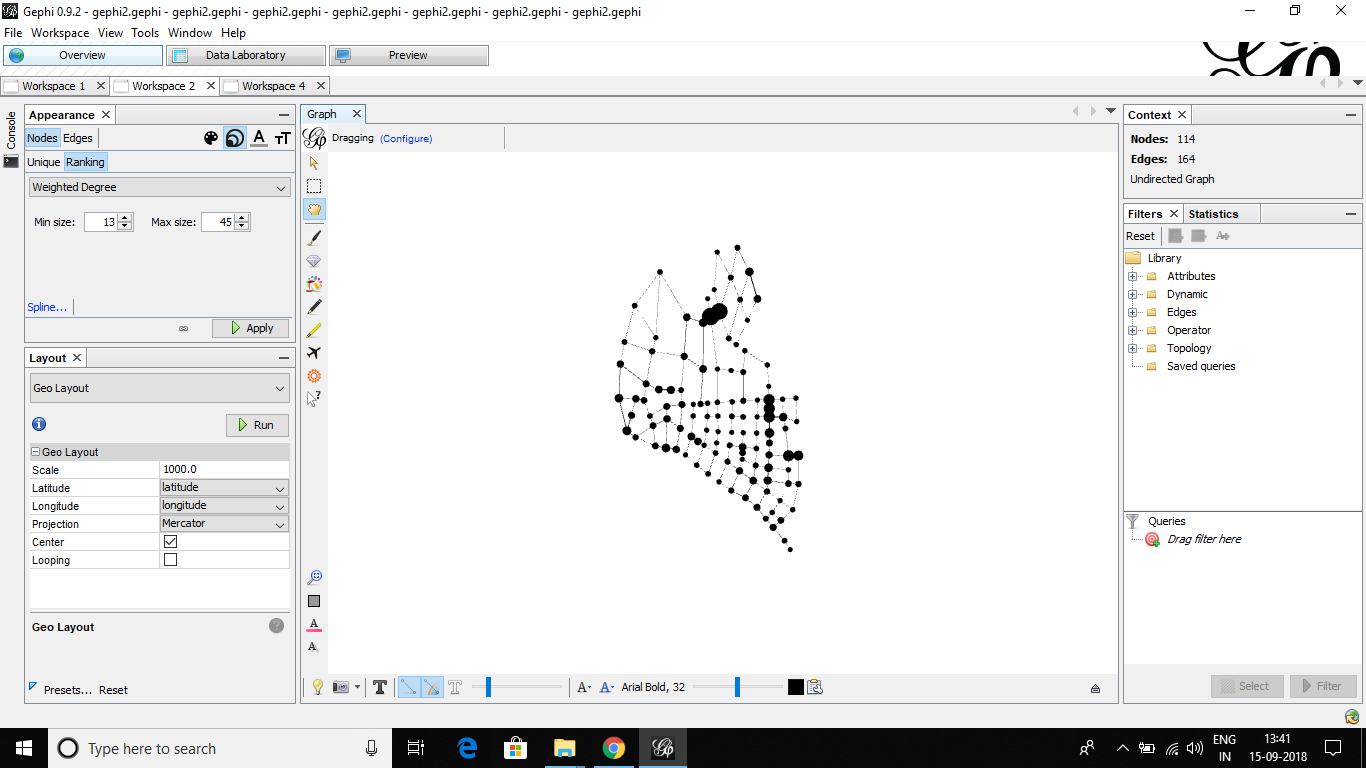 Gephi 0.9.2 - gephi2.gephi - gephi2.gephi - gephi2.gephi - gephi2.gephi - gephi2.gephi - gephi2.gephi - gephi2.gephi
File Workspace View Tools Window Help
Overview Data Laboratory Preview
Workspace 1 Workspace 2 Workspace 4
Console
Appearance
Nodes Edges
Unique Ranking
Weighted Degree
Min size: 13 Max size: 45
Spline...
Apply
Layout
Geo Layout
Run
Geo Layout
Scale 1000.0
Latitude latitude
Longitude longitude
Projection Mercator
Center
Looping
Geo Layout
Presets... Reset
Graph
Dragging (Configure)
Arial Bold, 32
Context
Nodes: 114
Edges: 164
Undirected Graph
Filters Statistics
Reset
Library
Attributes
Dynamic
Edges
Operator
Topology
Saved queries
Queries
Drag filter here
Select Filter
Type here to search
ENG
IN
13:41
15-09-2018